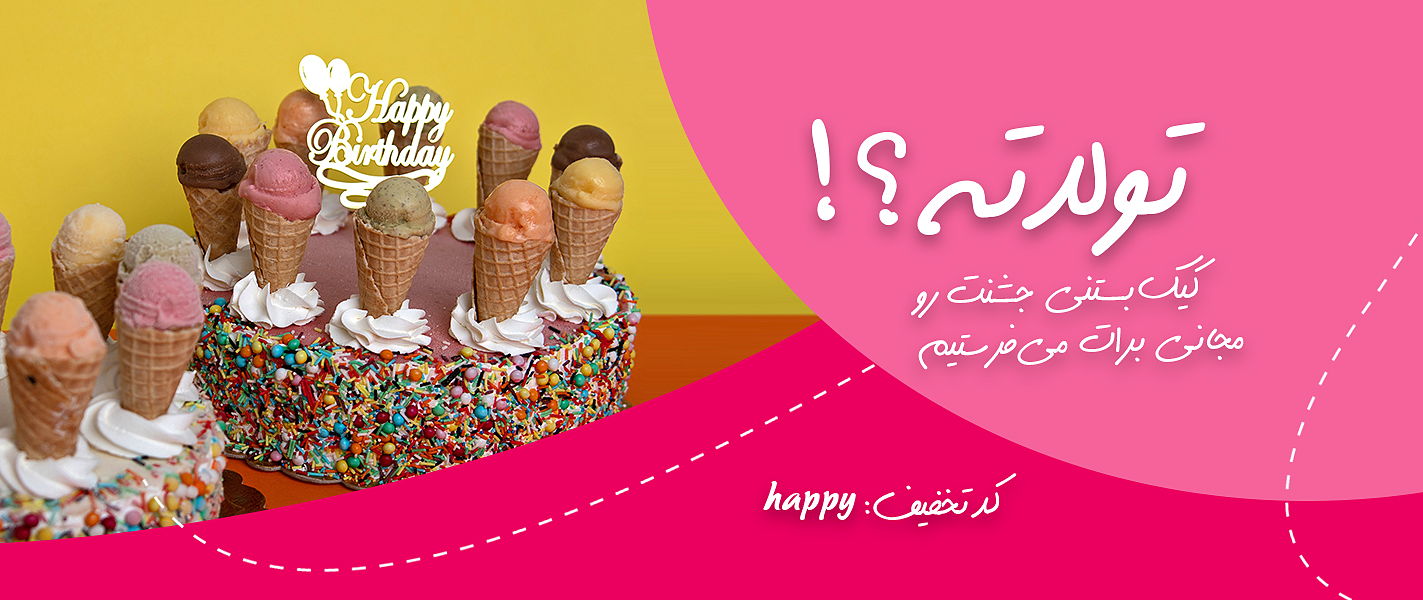 Happy
Birthday
تولدته؟!
کیک بستنی جشنت رو
مجانی برات می‌فرستیم
کد تخفیف: happy